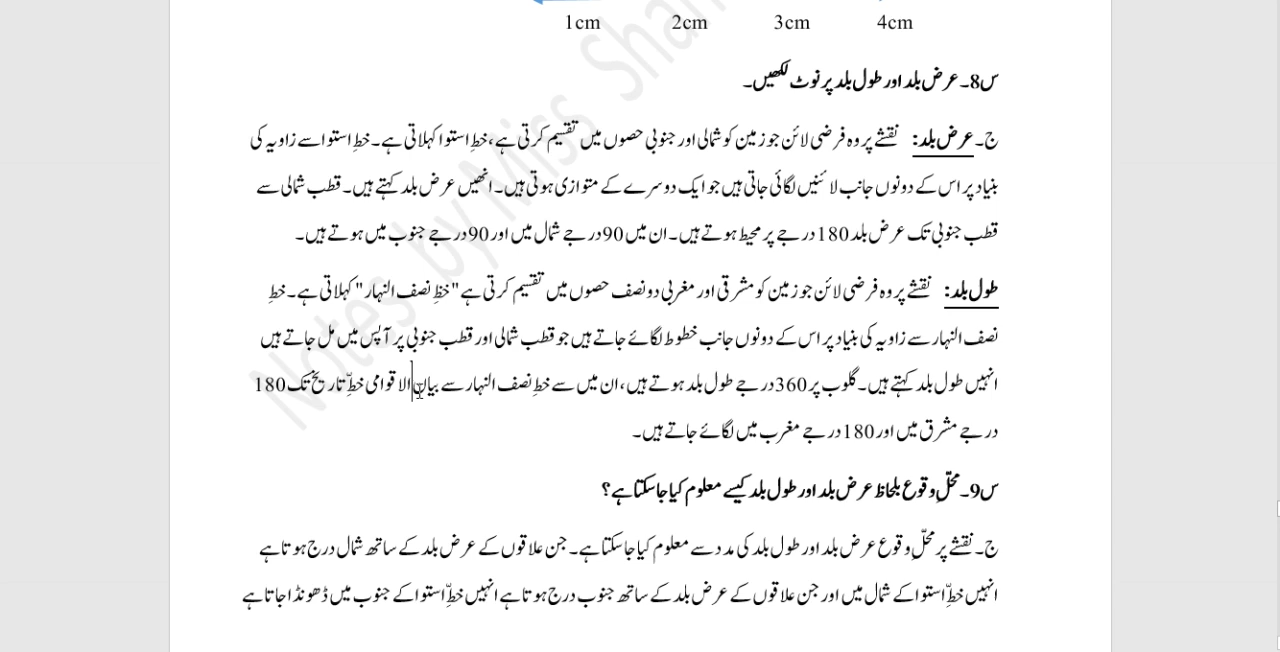 1cm 2cm 3cm 4cm
س8۔ عرض بلد اور طول بلد پر نوٹ لکھیں۔
ج۔ عرض بلد: نقشے پر وہ فرضی لائن جو زمین کو شمالی اور جنوبی حصوں میں تقسیم کرتی ہے، خطِ استوا کہلاتی ہے۔ خطِ استوا سے زاویہ کی
بنیاد پر اس کے دونوں جانب لائنیں لگائی جاتی ہیں جو ایک دوسرے کے متوازی ہوتی ہیں۔ انھیں عرض بلد کہتے ہیں۔ قطب شمالی سے
قطب جنوبی تک عرض بلد 180 درجے پر محیط ہوتے ہیں۔ ان میں 90 درجے شمال میں اور 90 درجے جنوب میں ہوتے ہیں۔
طول بلد: نقشے پر وہ فرضی لائن جو زمین کو مشرقی اور مغربی دو نصف حصوں میں تقسیم کرتی ہے "خطِ نصف النہار" کہلاتی ہے۔ خطِ
نصف النہار سے زاویہ کی بنیاد پر اس کے دونوں جانب خطوط لگائے جاتے ہیں جو قطب شمالی اور قطب جنوبی پر آپس میں مل جاتے ہیں
انہیں طول بلد کہتے ہیں۔ گلوب پر 360 درجے طول بلد ہوتے ہیں، ان میں سے خطِ نصف النہار سے بیان الاقوامی خطِّ تاریخ تک 180
درجے مشرق میں اور 180 درجے مغرب میں لگائے جاتے ہیں۔
س9۔ محلِّ وقوع بلحاظ عرض بلد اور طول بلد کیسے معلوم کیا جا سکتا ہے؟
ج۔ نقشے پر محلِّ وقوع عرض بلد اور طول بلد کی مدد سے معلوم کیا جا سکتا ہے۔ جن علاقوں کے عرض بلد کے ساتھ شمال درج ہوتا ہے
انہیں خطِّ استوا کے شمال میں اور جن علاقوں کے عرض بلد کے ساتھ جنوب درج ہوتا ہے انہیں خطِّ استوا کے جنوب میں ڈھونڈا جاتا ہے
Notes by Miss Sha